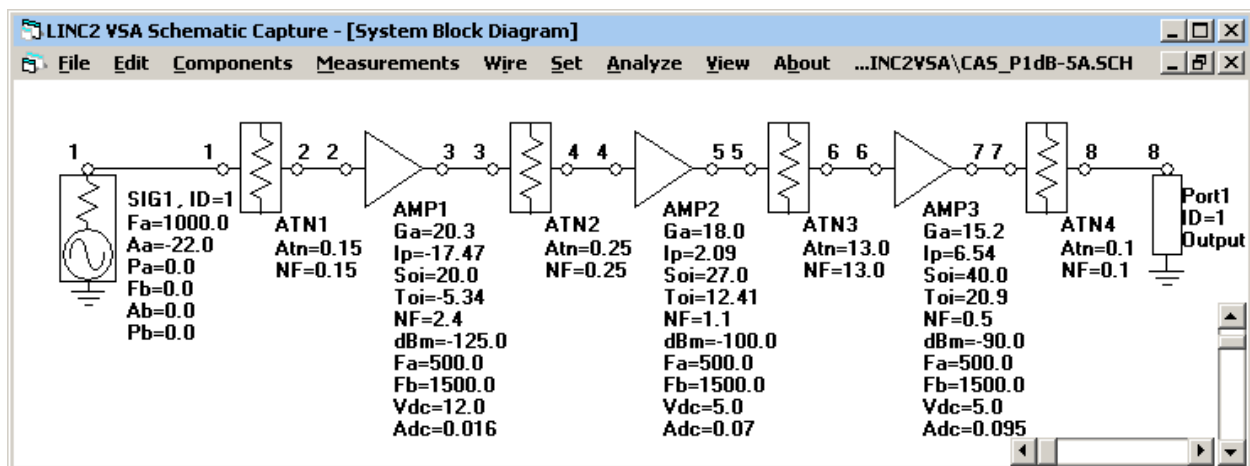 LINC2 VSA Schematic Capture - [System Block Diagram]
File Edit Components Measurements Wire Set Analyze View About ...INC2VSA\CAS_P1dB-5A.SCH
1 1 2 2 3 3 4 4 5 5 6 6 7 7 8 8
SIG1, ID=1
Fa=1000.0
Aa=-22.0
Pa=0.0
Fb=0.0
Ab=0.0
Pb=0.0
ATN1
Atn=0.15
NF=0.15
AMP1
Ga=20.3
Ip=-17.47
Soi=20.0
Toi=-5.34
NF=2.4
dBm=-125.0
Fa=500.0
Fb=1500.0
Vdc=12.0
Adc=0.016
ATN2
Atn=0.25
NF=0.25
AMP2
Ga=18.0
Ip=2.09
Soi=27.0
Toi=12.41
NF=1.1
dBm=-100.0
Fa=500.0
Fb=1500.0
Vdc=5.0
Adc=0.07
ATN3
Atn=13.0
NF=13.0
AMP3
Ga=15.2
Ip=6.54
Soi=40.0
Toi=20.9
NF=0.5
dBm=-90.0
Fa=500.0
Fb=1500.0
Vdc=5.0
Adc=0.095
ATN4
Atn=0.1
NF=0.1
Port1
ID=1
Output